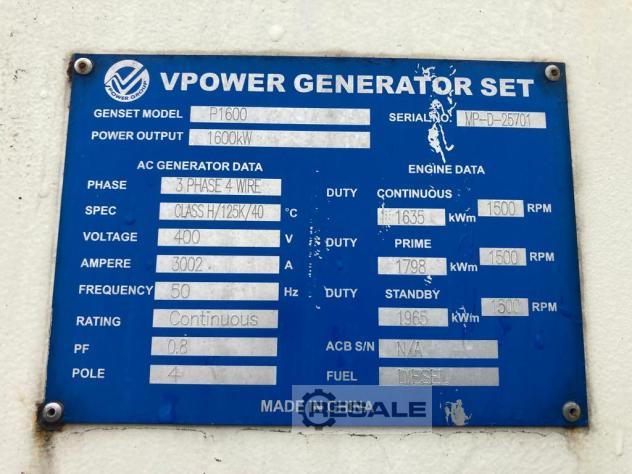 VPOWER GROUP
VPOWER GENERATOR SET
GENSET MODEL P1600 SERIAL NO. MP-D-25701
POWER OUTPUT 1600kW
AC GENERATOR DATA ENGINE DATA
PHASE 3 PHASE 4 WIRE DUTY CONTINUOUS
SPEC CLASS H/125K/40 °C 1635 kWm 1500 RPM
VOLTAGE 400 V DUTY PRIME
AMPERE 3002 A 1798 kWm 1500 RPM
FREQUENCY 50 Hz DUTY STANDBY
RATING Continuous 1965 kWm 1500 RPM
PF 0.8 ACB S/N N/A
POLE 4 FUEL DIESEL
MADE IN CHINA
RESALE